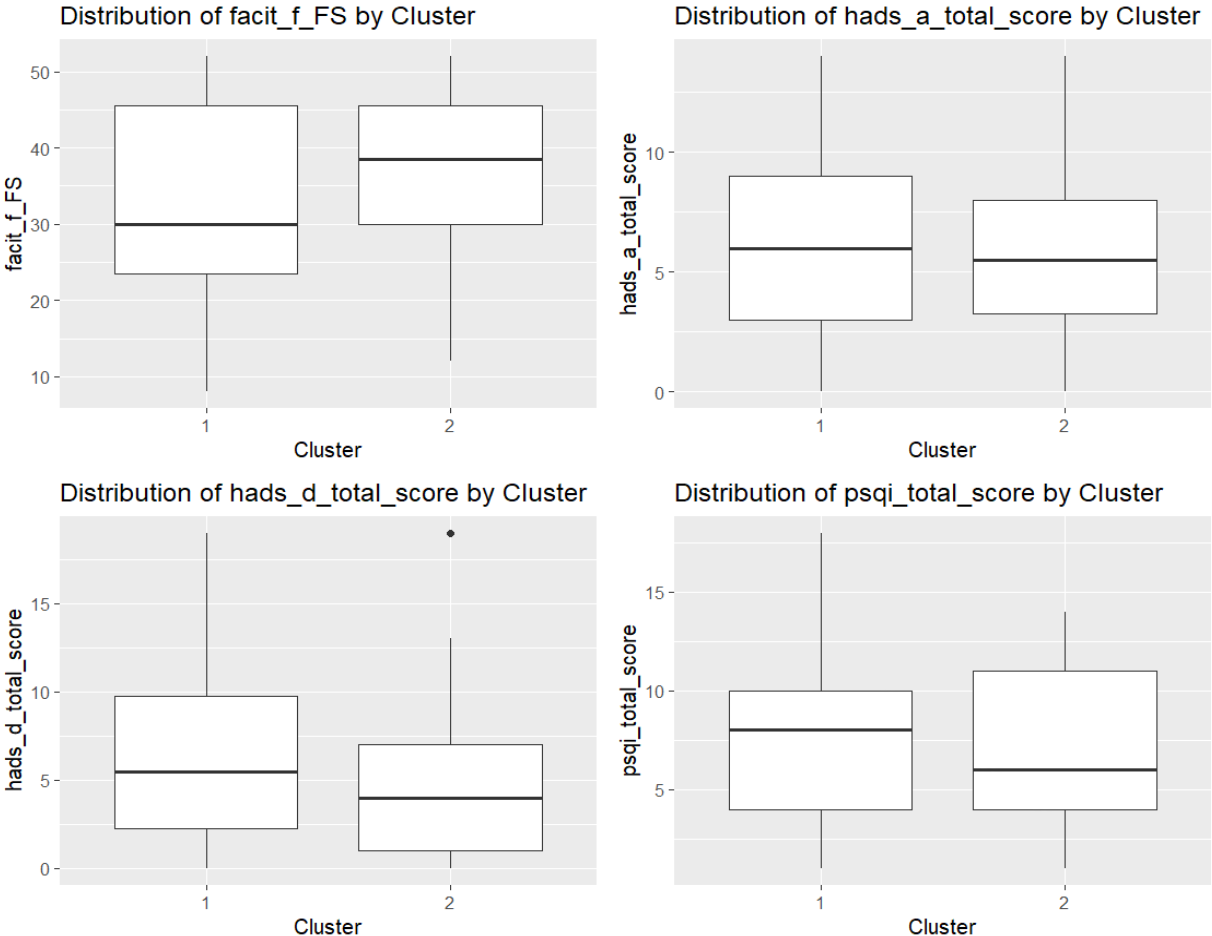 Distribution of facit_f_FS by Cluster
facit_f_FS
50
40
30
20
10
1
2
Cluster
Distribution of hads_a_total_score by Cluster
hads_a_total_score
10
5
0
1
2
Cluster
Distribution of hads_d_total_score by Cluster
hads_d_total_score
15
10
5
0
1
2
Cluster
Distribution of psqi_total_score by Cluster
psqi_total_score
15
10
5
1
2
Cluster